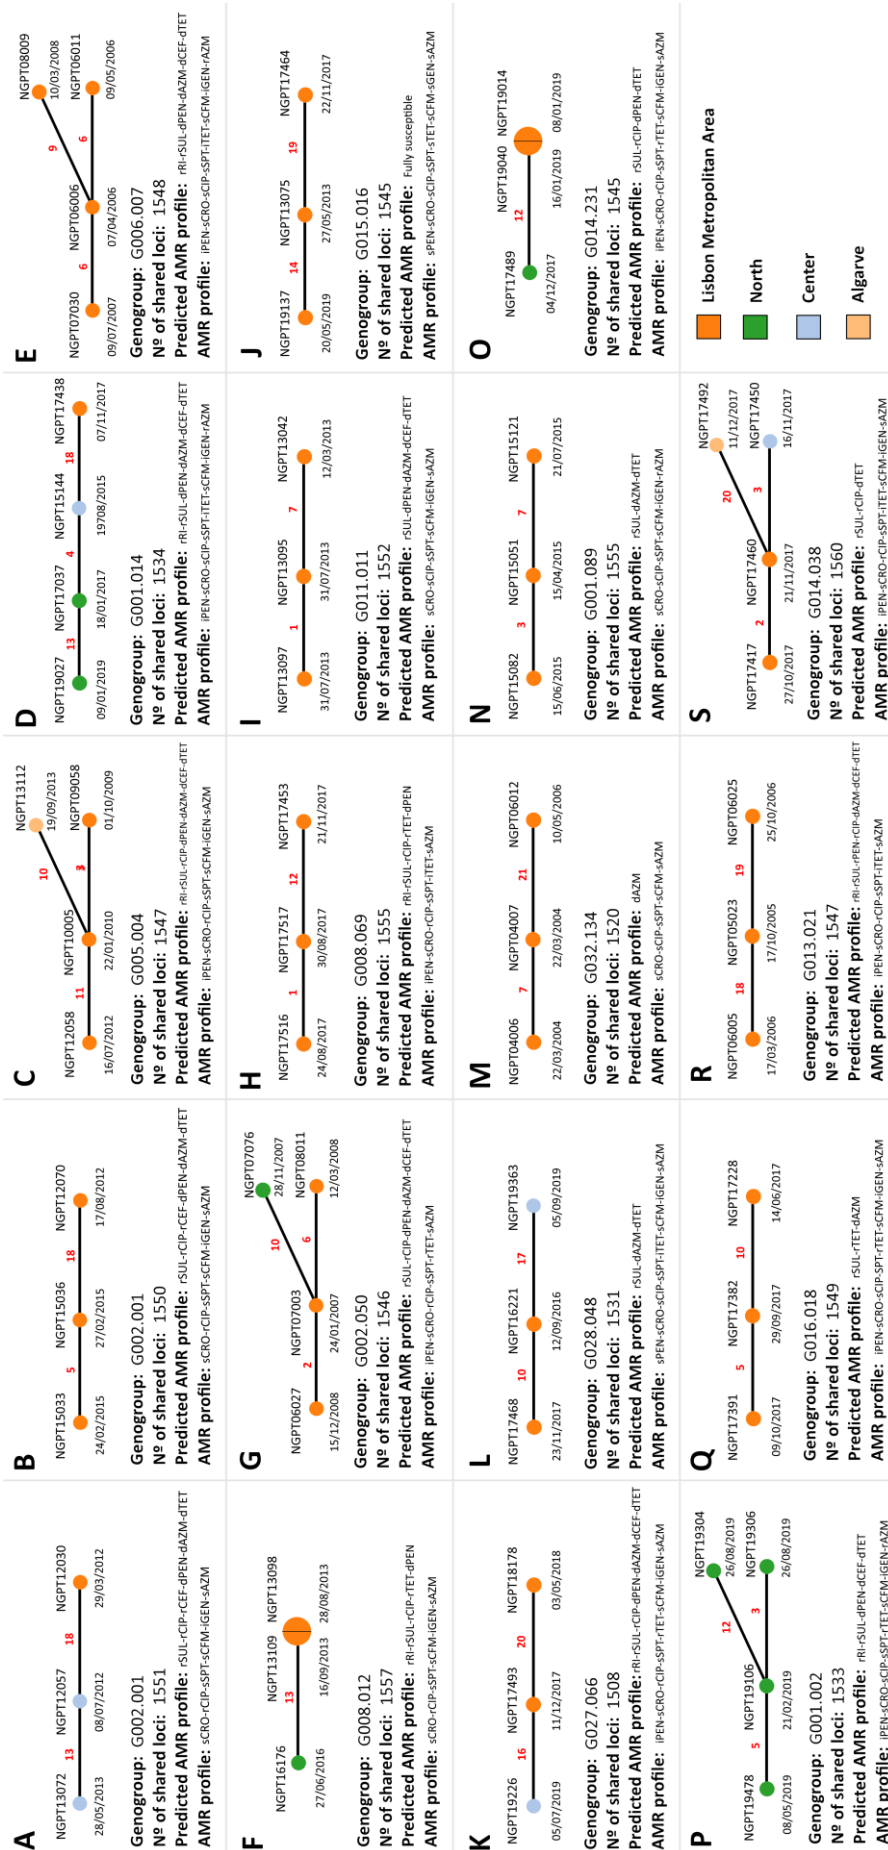 A
NGPT13072
NGPT12057
NGPT12030
13
18
28/05/2013
08/07/2012
29/03/2012
Genogroup: G002.001
Nº of shared loci: 1551
Predicted AMR profile: rSUL-rCIP-rCEF-dPEN-dAZM-dTET
AMR profile: sCRO-rCIP-sSPT-sCFM-iGEN-sAZM
B
NGPT15033
NGPT15036
NGPT12070
5
18
24/02/2015
27/02/2015
17/08/2012
Genogroup: G002.001
Nº of shared loci: 1550
Predicted AMR profile: rSUL-rCIP-rCEF-dPEN-dAZM-dTET
AMR profile: sCRO-rCIP-sSPT-sCFM-iGEN-sAZM
C
NGPT13112
19/09/2013
10
NGPT12058
NGPT10005
NGPT09058
11
3
16/07/2012
22/01/2010
01/10/2009
Genogroup: G005.004
Nº of shared loci: 1547
Predicted AMR profile: rRI-rSUL-rCIP-dPEN-dAZM-dCEF-dTET
AMR profile: iPEN-sCRO-rCIP-sSPT-sCFM-iGEN-sAZM
D
NGPT19027
NGPT17037
NGPT15144
NGPT17438
13
4
18
09/01/2019
18/01/2017
19708/2015
07/11/2017
Genogroup: G001.014
Nº of shared loci: 1534
Predicted AMR profile: rRI-rSUL-dPEN-dAZM-dCEF-dTET
AMR profile: iPEN-sCRO-sCIP-sSPT-iTET-sCFM-iGEN-rAZM
E
NGPT08009
10/03/2008
9
NGPT07030
NGPT06006
NGPT06011
6
6
09/07/2007
07/04/2006
09/05/2006
Genogroup: G006.007
Nº of shared loci: 1548
Predicted AMR profile: rRI-rSUL-dPEN-dAZM-dCEF-dTET
AMR profile: iPEN-sCRO-sCIP-sSPT-iTET-sCFM-iGEN-rAZM
F
NGPT16176
NGPT13109
NGPT13098
13
27/06/2016
16/09/2013
28/08/2013
Genogroup: G008.012
Nº of shared loci: 1557
Predicted AMR profile: rRI-rSUL-rCIP-rTET-dPEN
AMR profile: sCRO-rCIP-sSPT-sCFM-iGEN-sAZM
G
NGPT07076
28/11/2007
10
NGPT06027
NGPT07003
NGPT08011
2
6
15/12/2008
24/01/2007
12/03/2008
Genogroup: G002.050
Nº of shared loci: 1546
Predicted AMR profile: rSUL-rCIP-dPEN-dAZM-dCEF-dTET
AMR profile: iPEN-sCRO-rCIP-sSPT-rTET-sAZM
H
NGPT17516
NGPT17517
NGPT17453
1
12
24/08/2017
30/08/2017
21/11/2017
Genogroup: G008.069
Nº of shared loci: 1555
Predicted AMR profile: rRI-rSUL-rCIP-rTET-dPEN
AMR profile: iPEN-sCRO-rCIP-sSPT-iTET-sAZM
I
NGPT13097
NGPT13095
NGPT13042
1
7
31/07/2013
31/07/2013
12/03/2013
Genogroup: G011.011
Nº of shared loci: 1552
Predicted AMR profile: rSUL-dPEN-dAZM-dCEF-dTET
AMR profile: sCRO-sCIP-sSPT-sCFM-iGEN-sAZM
J
NGPT19137
NGPT13075
NGPT17464
14
19
20/05/2019
27/05/2013
22/11/2017
Genogroup: G015.016
Nº of shared loci: 1545
Predicted AMR profile: Fully susceptible
AMR profile: sPEN-sCRO-sCIP-sSPT-sTET-sCFM-sGEN-sAZM
K
NGPT19226
NGPT17493
NGPT18178
16
20
05/07/2019
11/12/2017
03/05/2018
Genogroup: G027.066
Nº of shared loci: 1508
Predicted AMR profile: rRI-rSUL-rCIP-dPEN-dAZM-dCEF-dTET
AMR profile: iPEN-sCRO-rCIP-sSPT-rTET-sCFM-iGEN-sAZM
L
NGPT17468
NGPT16221
NGPT19363
10
17
23/11/2017
12/09/2016
05/09/2019
Genogroup: G028.048
Nº of shared loci: 1531
Predicted AMR profile: rSUL-dAZM-dTET
AMR profile: sPEN-sCRO-sCIP-sSPT-iTET-sCFM-iGEN-sAZM
M
NGPT04006
NGPT04007
NGPT06012
7
21
22/03/2004
22/03/2004
10/05/2006
Genogroup: G032.134
Nº of shared loci: 1520
Predicted AMR profile: dAZM
AMR profile: sCRO-sCIP-sSPT-sCFM-sAZM
N
NGPT15082
NGPT15051
NGPT15121
3
7
15/06/2015
15/04/2015
21/07/2015
Genogroup: G001.089
Nº of shared loci: 1555
Predicted AMR profile: rSUL-dAZM-dTET
AMR profile: sCRO-sCIP-sSPT-sCFM-iGEN-rAZM
O
NGPT17489
NGPT19040
NGPT19014
12
04/12/2017
16/01/2019
08/01/2019
Genogroup: G014.231
Nº of shared loci: 1545
Predicted AMR profile: rSUL-rCIP-dPEN-dTET
AMR profile: iPEN-sCRO-rCIP-sSPT-rTET-sCFM-iGEN-sAZM
P
NGPT19304
26/08/2019
12
NGPT19478
NGPT19106
NGPT19306
5
3
08/05/2019
21/02/2019
26/08/2019
Genogroup: G001.002
Nº of shared loci: 1533
Predicted AMR profile: rRI-rSUL-dPEN-dCEF-dTET
AMR profile: iPEN-sCRO-sCIP-sSPT-rTET-sCFM-iGEN-rAZM
Q
NGPT17391
NGPT17382
NGPT17228
5
10
09/10/2017
29/09/2017
14/06/2017
Genogroup: G016.018
Nº of shared loci: 1549
Predicted AMR profile: rSUL-rTET-dAZM
AMR profile: iPEN-sCRO-sCIP-sSPT-rTET-sCFM-iGEN-sAZM
R
NGPT06005
NGPT05023
NGPT06025
18
19
17/03/2006
17/10/2005
25/10/2006
Genogroup: G013.021
Nº of shared loci: 1547
Predicted AMR profile: rRI-rSUL-rPEN-rCIP-dAZM-dCEF-dTET
AMR profile: iPEN-sCRO-rCIP-sSPT-iTET-sAZM
S
NGPT17492
11/12/2017
20
NGPT17417
NGPT17460
NGPT17450
2
3
27/10/2017
21/11/2017
16/11/2017
Genogroup: G014.038
Nº of shared loci: 1560
Predicted AMR profile: rSUL-rCIP-dTET
AMR profile: iPEN-sCRO-rCIP-sSPT-iTET-sCFM-iGEN-sAZM
Lisbon Metropolitan Area
North
Center
Algarve